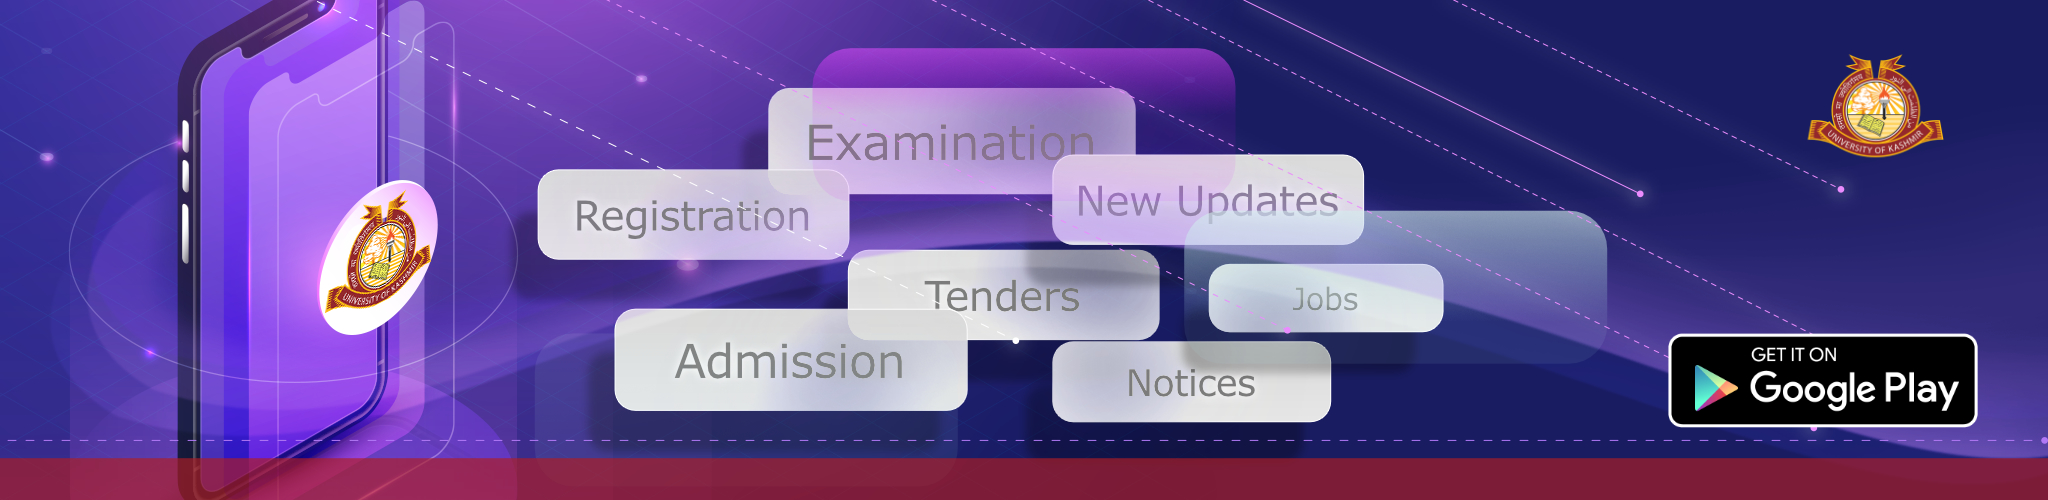 Examination
Registration
New Updates
Tenders
Jobs
Admission
Notices
UNIVERSITY OF KASHMIR
UNIVERSITY OF KASHMIR
GET IT ON
Google Play